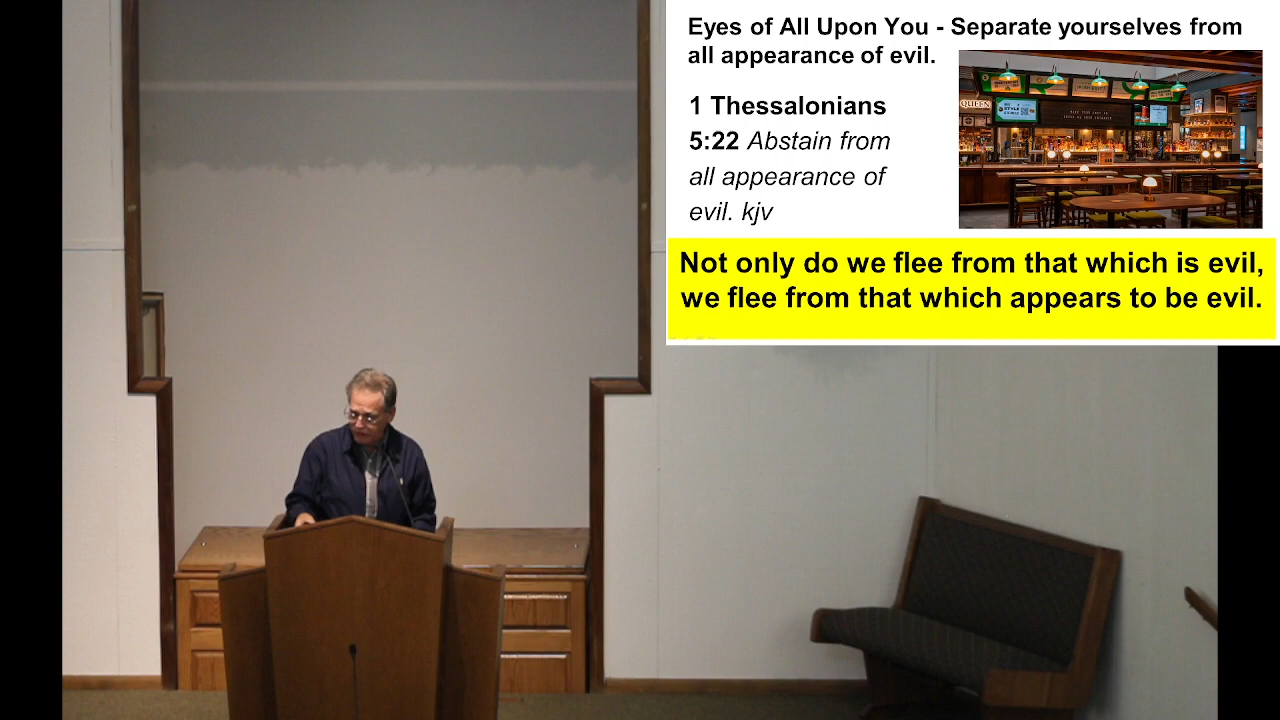 Eyes of All Upon You - Separate yourselves from
all appearance of evil.
1 Thessalonians
5:22 Abstain from
all appearance of
evil. kjv
QUEEN
Not only do we flee from that which is evil,
we flee from that which appears to be evil.